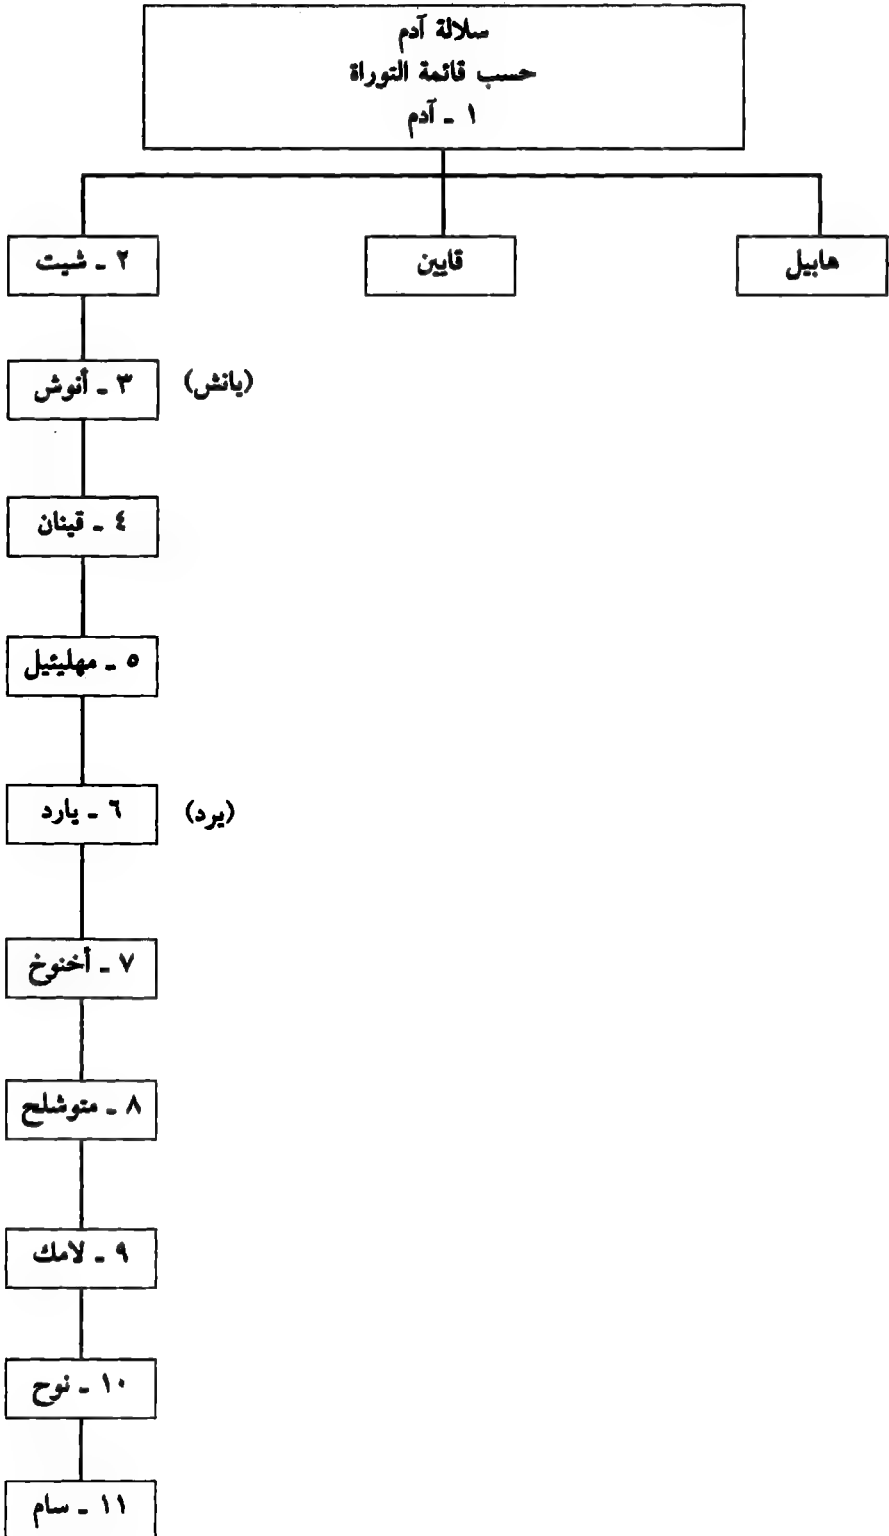 سلالة آدم
حسب قائمة التوراة
١ - آدم
هابيل
قايين
٢ - شيت
٣ - أنوش
(يانش)
٤ - قينان
٥ - مهليئيل
٦ - يارد
(يرد)
٧ - أخنوخ
٨ - متوشلح
٩ - لامك
١٠ - نوح
١١ - سام